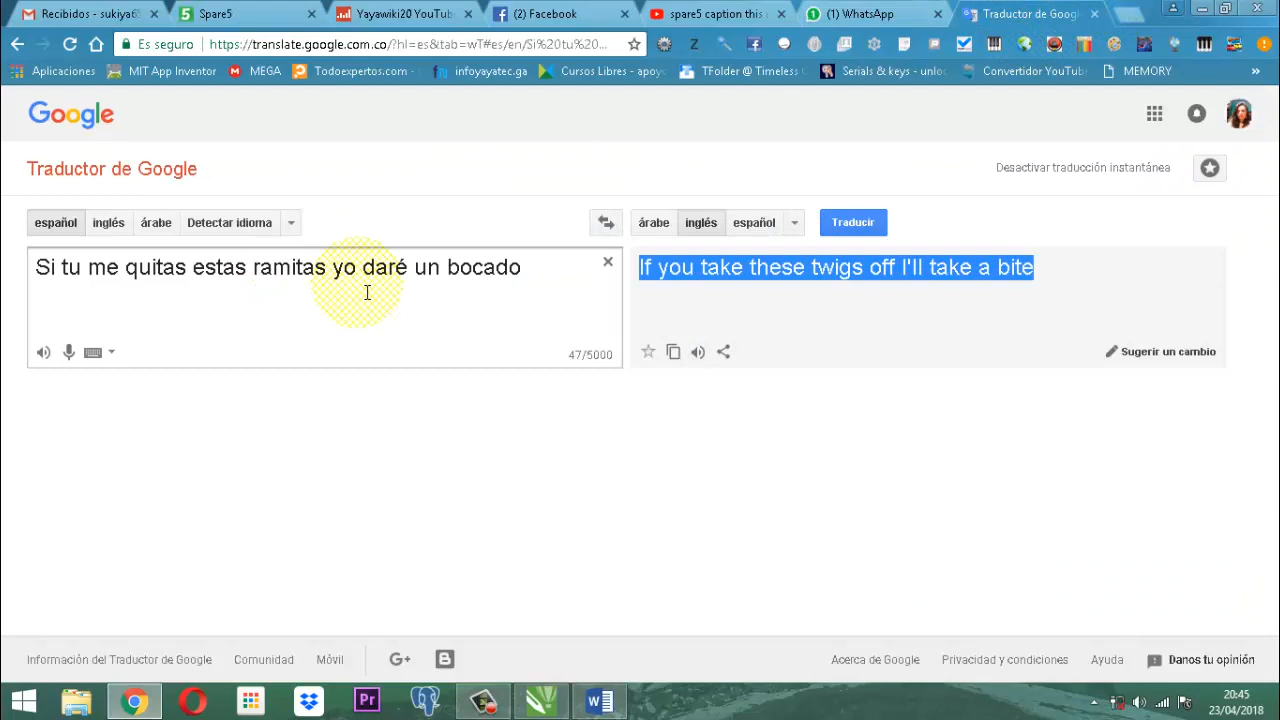 Recibidos - sukiya6
Spare5
Yayawiki20 YouTube
(2) Facebook
spare5 caption this
(1) WhatsApp
Traductor de Google
Es seguro
https://translate.google.com.co/?hl=es&tab=wT#es/en/Si%20tu%20...
Aplicaciones
MIT App Inventor
MEGA
Todoexpertos.com -
infoyayatec.ga
Cursos Libres - apoy
TFolder @ Timeless
Serials & keys - unlo
Convertidor YouTub
MEMORY
»
Google
Traductor de Google
Desactivar traducción instantánea
español inglés árabe Detectar idioma
árabe inglés español Traducir
Si tu me quitas estas ramitas yo daré un bocado
If you take these twigs off I'll take a bite
47/5000
Sugerir un cambio
Información del Traductor de Google
Comunidad
Móvil
G+
Acerca de Google
Privacidad y condiciones
Ayuda
Danos tu opinión
Pr
20:45
23/04/2018